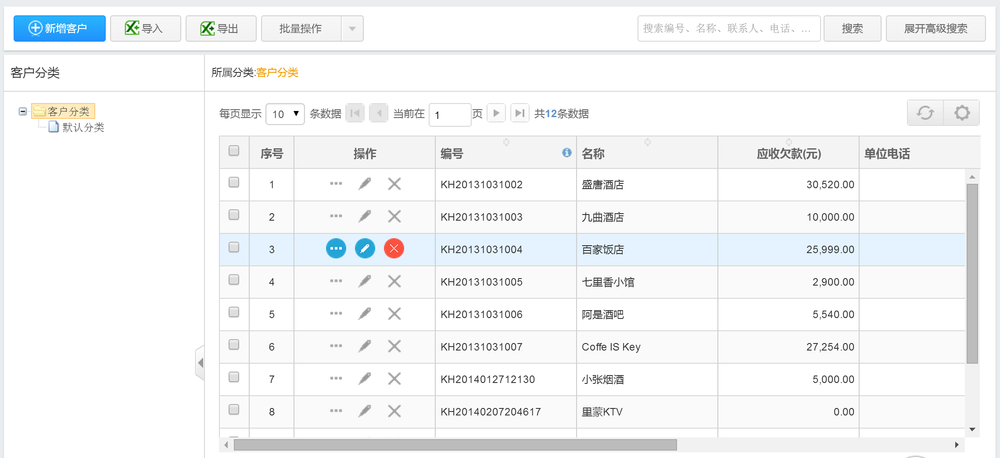 新增客户 导入 导出 批量操作 搜索编号、名称、联系人、电话、... 搜索 展开高级搜索
客户分类 所属分类:客户分类
客户分类
默认分类
每页显示 10 条数据 当前在 1 页 共12条数据
序号 操作 编号 名称 应收欠款(元) 单位电话
1 KH20131031002 盛唐酒店 30,520.00
2 KH20131031003 九曲酒店 10,000.00
3 KH20131031004 百家饭店 25,999.00
4 KH20131031005 七里香小馆 2,900.00
5 KH20131031006 阿是酒吧 5,540.00
6 KH20131031007 Coffe IS Key 27,254.00
7 KH2014012712130 小张烟酒 5,000.00
8 KH20140207204617 里蒙KTV 0.00